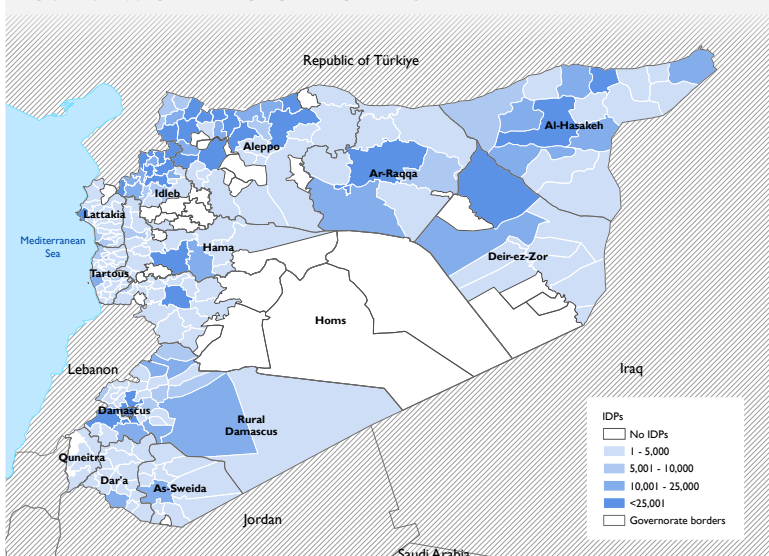 Republic of Türkiye
Al-Hasakeh
Aleppo
Ar-Raqqa
Idleb
Lattakia
Mediterranean
Sea
Hama
Deir-ez-Zor
Tartous
Homs
Lebanon
Iraq
Damascus
Rural
Damascus
Quneitra
Dar'a
As-Sweida
Jordan
Saudi Arabia
IDPs
No IDPs
1 - 5,000
5,001 - 10,000
10,001 - 25,000
<25,001
Governorate borders